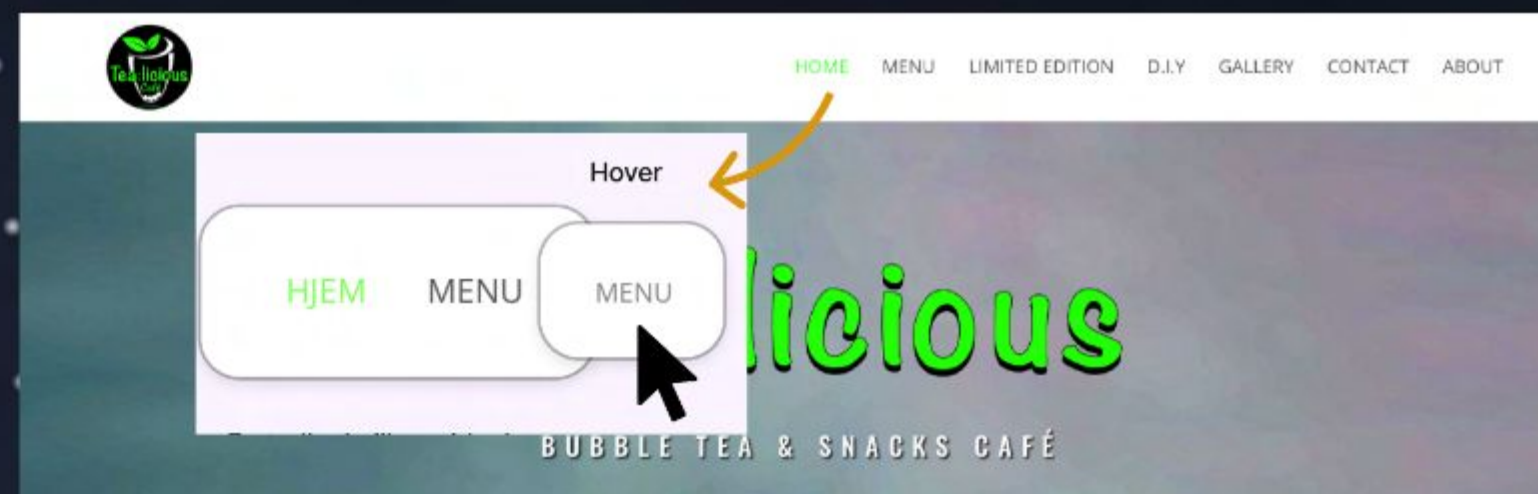 Tea licious
Café
HOME MENU LIMITED EDITION D.I.Y GALLERY CONTACT ABOUT
Hover
HJEM MENU MENU
licious
BUBBLE TEA & SNACKS CAFÉ